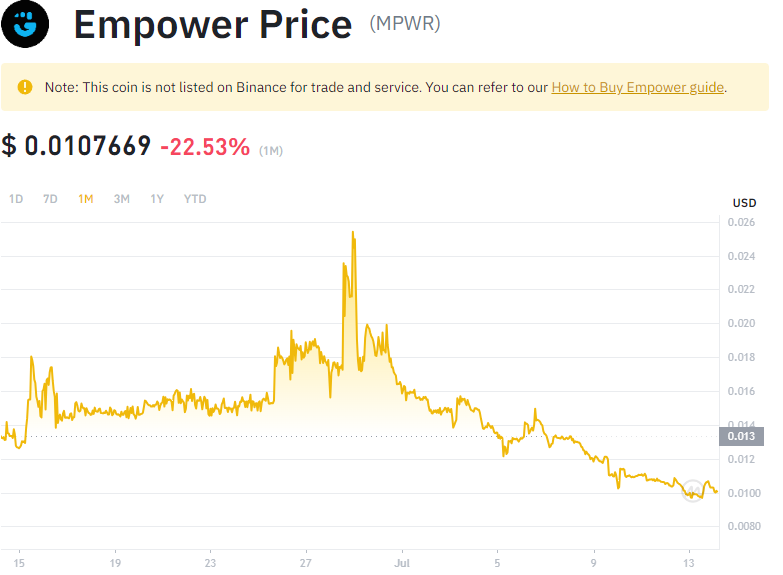 Empower Price (MPWR)
Note: This coin is not listed on Binance for trade and service. You can refer to our How to Buy Empower guide.
$ 0.0107669 -22.53% (1M)
1D 7D 1M 3M 1Y YTD
USD
0.026
0.024
0.022
0.020
0.018
0.016
0.014
0.013
0.012
0.0100
0.0080
15 19 23 27 Jul 5 9 13